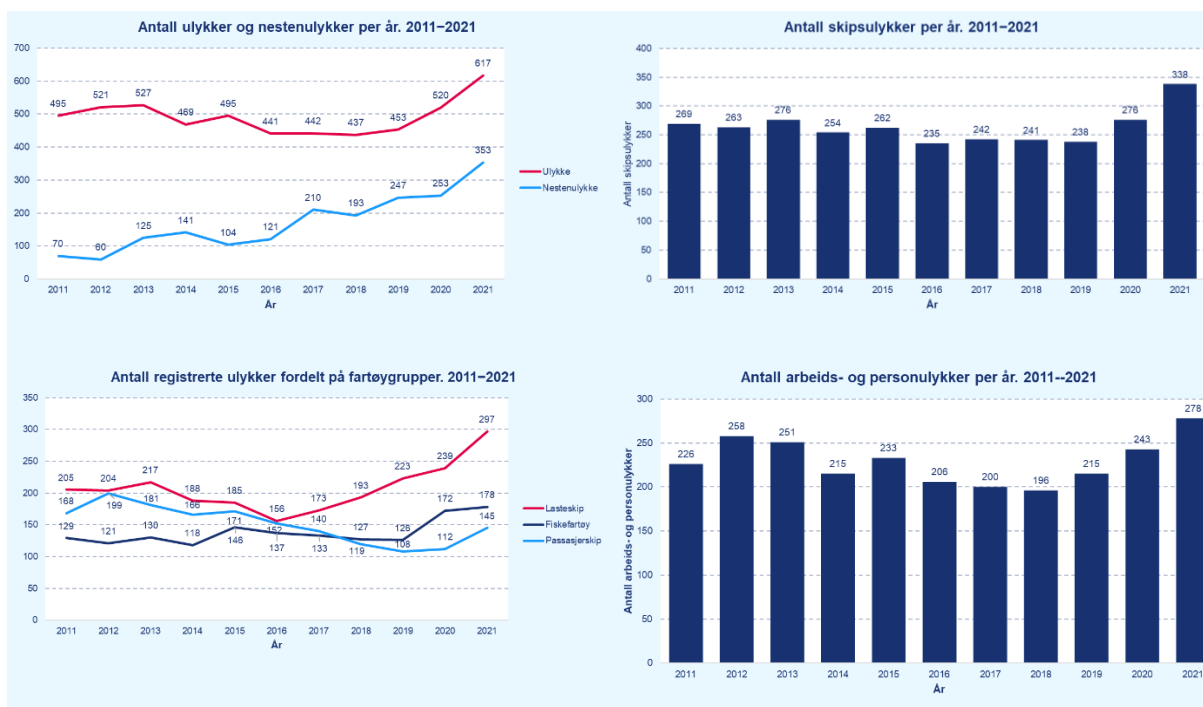 Antall ulykker og nestenulykker per år. 2011−2021
700
600
500
400
300
200
100
0
495 521 527 469 495 441 442 437 453 520 617
70 60 125 141 104 121 210 193 247 253 353
2011 2012 2013 2014 2015 2016 2017 2018 2019 2020 2021
År
Ulykke
Nestenulykke
Antall skipsulykker per år. 2011−2021
Antall skipsulykker
400
350
300
250
200
150
100
50
0
269 263 276 254 262 235 242 241 238 276 338
2011 2012 2013 2014 2015 2016 2017 2018 2019 2020 2021
År
Antall registrerte ulykker fordelt på fartøygrupper. 2011−2021
350
300
250
200
150
100
50
0
205 204 217 188 185 156 173 193 223 239 297
168 199 181 166 171 152 140 119 108 112 145
129 121 130 118 146 137 133 127 126 172 178
2011 2012 2013 2014 2015 2016 2017 2018 2019 2020 2021
År
Lasteskip
Fiskefartøy
Passasjerskip
Antall arbeids- og personulykker per år. 2011--2021
Antall arbeids- og personulykker
300
250
200
150
100
50
0
226 258 251 215 233 206 200 196 215 243 278
2011 2012 2013 2014 2015 2016 2017 2018 2019 2020 2021
År